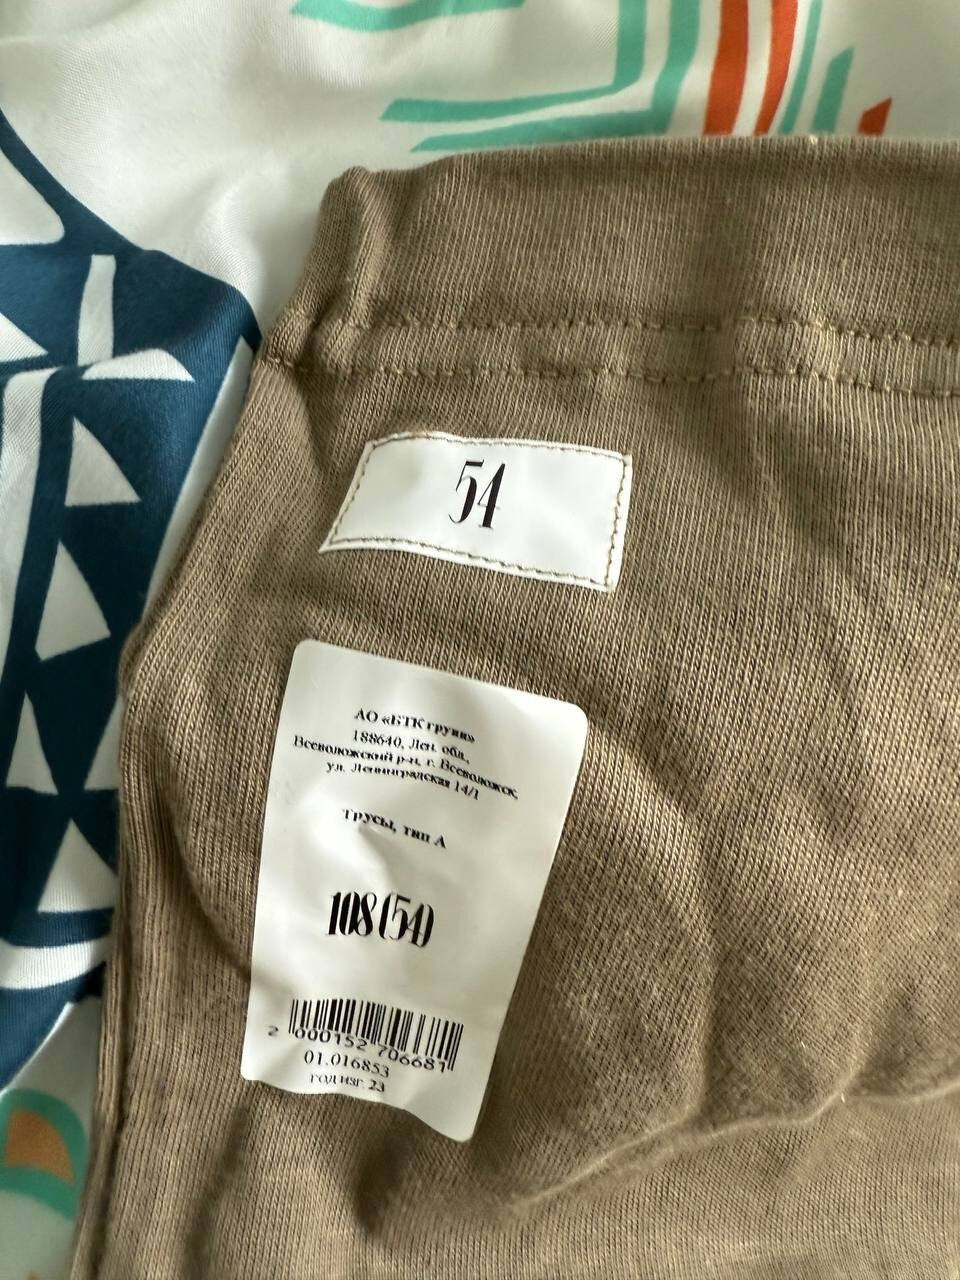 54
АО «БТК групп»
188640, Лен. обл.,
Всеволожский р-н, г. Всеволожск,
ул. Ленинградская 14/1
Трусы, тип А
108(54)
2 000152 706681
01.016853
год изг. 23